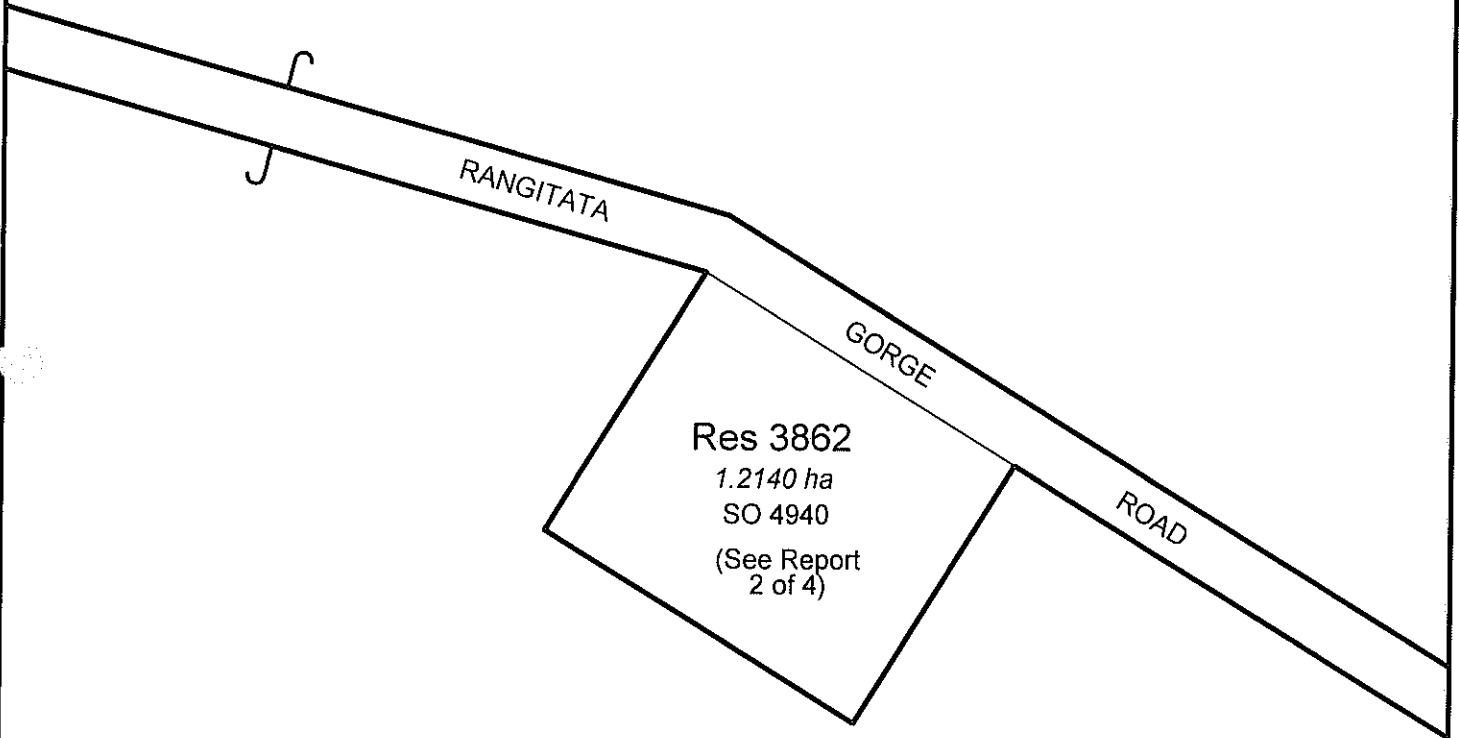 RANGITATA
GORGE
ROAD
Res 3862
1.2140 ha
SO 4940
(See Report
2 of 4)